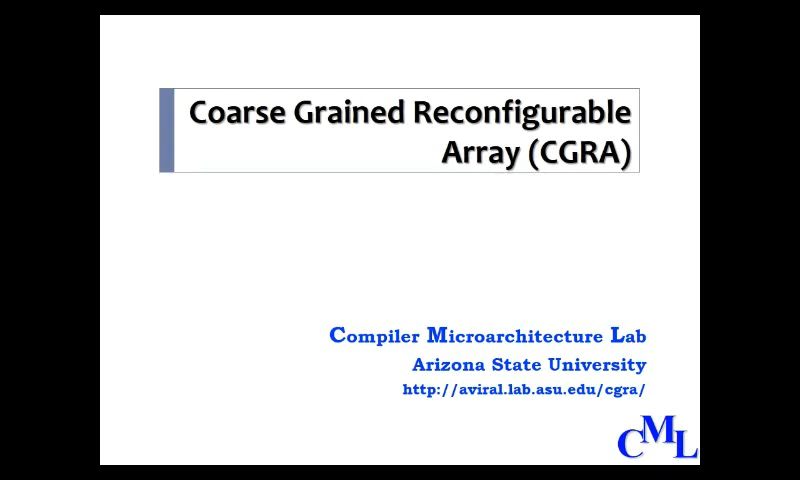 Coarse Grained Reconfigurable
Array (CGRA)
Compiler Microarchitecture Lab
Arizona State University
http://aviral.lab.asu.edu/cgra/
CML